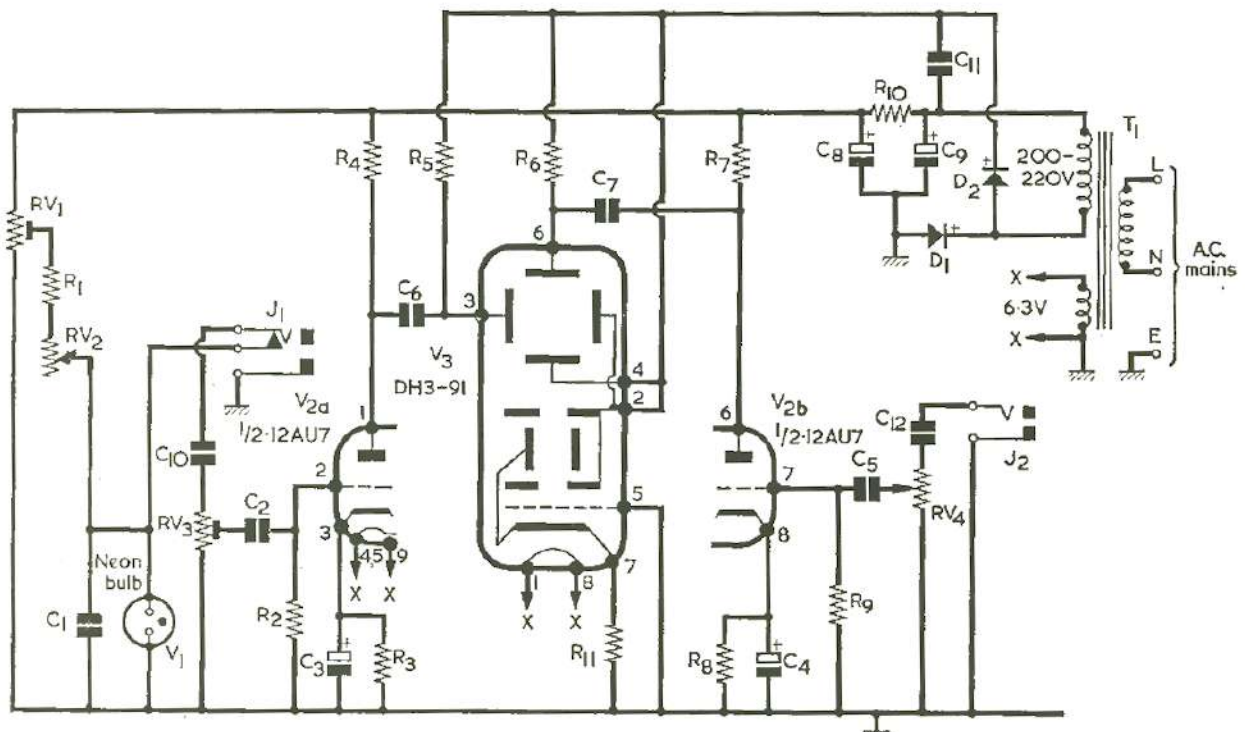 C11
R10
T1
R4
R5
R6
R7
C8
C9
D2
200-
220V
L
C7
RV1
D1
N
A.C.
mains
R1
6
C6
3
X
6·3V
J1
RV2
V
V3
DH3-91
4
2
X
E
V2a
1/2·12AU7
1
6
V2b
1/2·12AU7
C12
V
J2
C10
2
C2
5
7
C5
RV3
RV4
3
4,5
9
8
Neon
bulb
X
X
1
8
7
C1
R2
X
X
R9
V1
C3
R3
R11
R8
C4
+
+
+
+
+
+